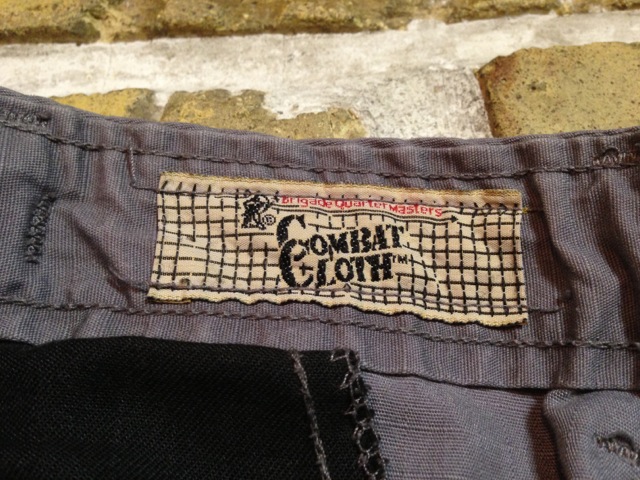 Brigade QuarterMasters
®
COMBAT
CLOTH™